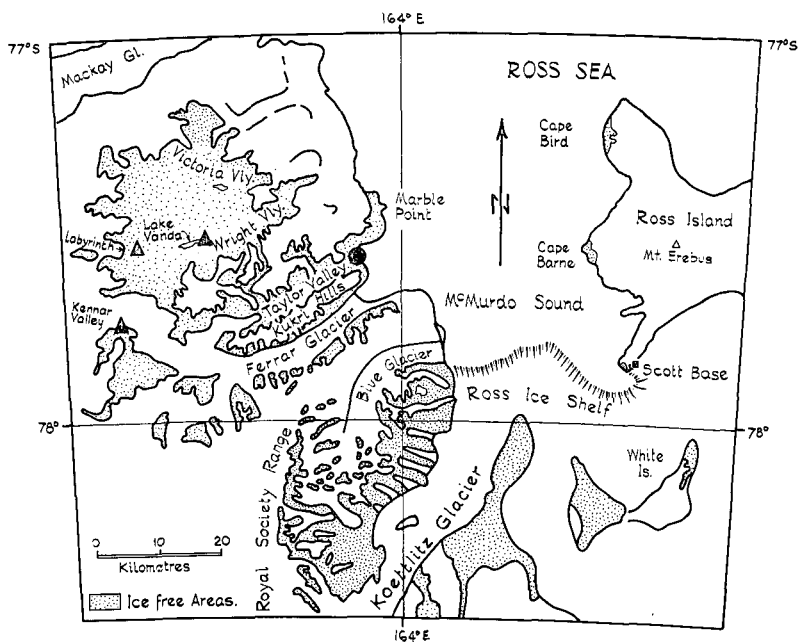 164°E
77°S
77°S
Mackay Gl.
ROSS SEA
Cape
Bird
Victoria Vly.
Marble
Point
Ross Island
Mt. Erebus
Lake
Vanda
Wright Vly.
Labyrinth
Cape
Barne
Taylor Valley
Kukri Hills
McMurdo Sound
Kennar
Valley
Ferrar Glacier
Blue Glacier
Scott Base
Ross Ice Shelf
78°
78°
White
Is.
Royal Society Range
Koettlitz Glacier
N
0 10 20
Kilometres
Ice free Areas.
164°E